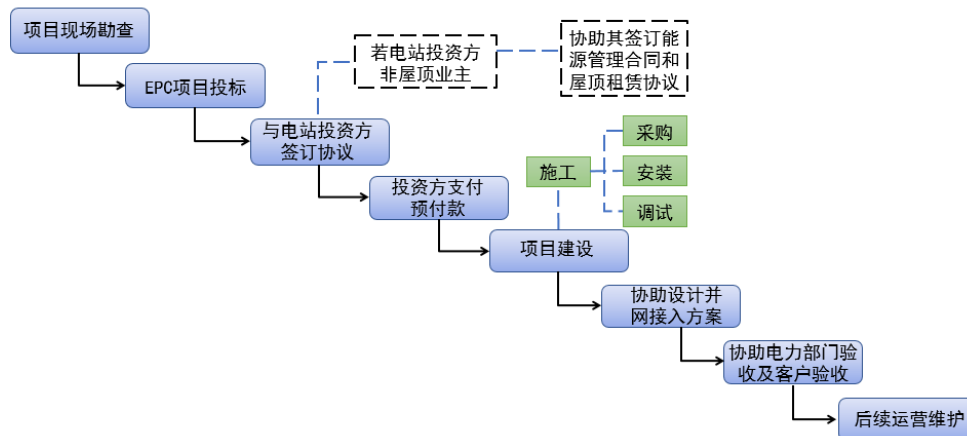 项目现场勘查
EPC项目投标
与电站投资方
签订协议
若电站投资方
非屋顶业主
协助其签订能
源管理合同和
屋顶租赁协议
投资方支付
预付款
项目建设
施工
采购
安装
调试
协助设计并
网接入方案
协助电力部门验
收及客户验收
后续运营维护